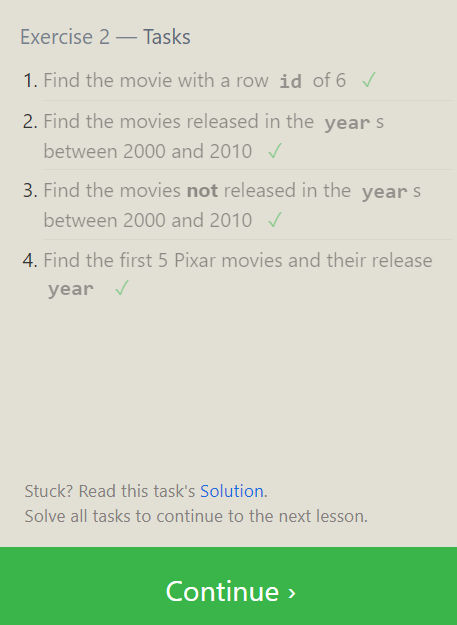 Exercise 2 — Tasks
1. Find the movie with a row id of 6 ✓
2. Find the movies released in the year s
between 2000 and 2010 ✓
3. Find the movies not released in the year s
between 2000 and 2010 ✓
4. Find the first 5 Pixar movies and their release
year ✓
Stuck? Read this task's Solution.
Solve all tasks to continue to the next lesson.
Continue ›